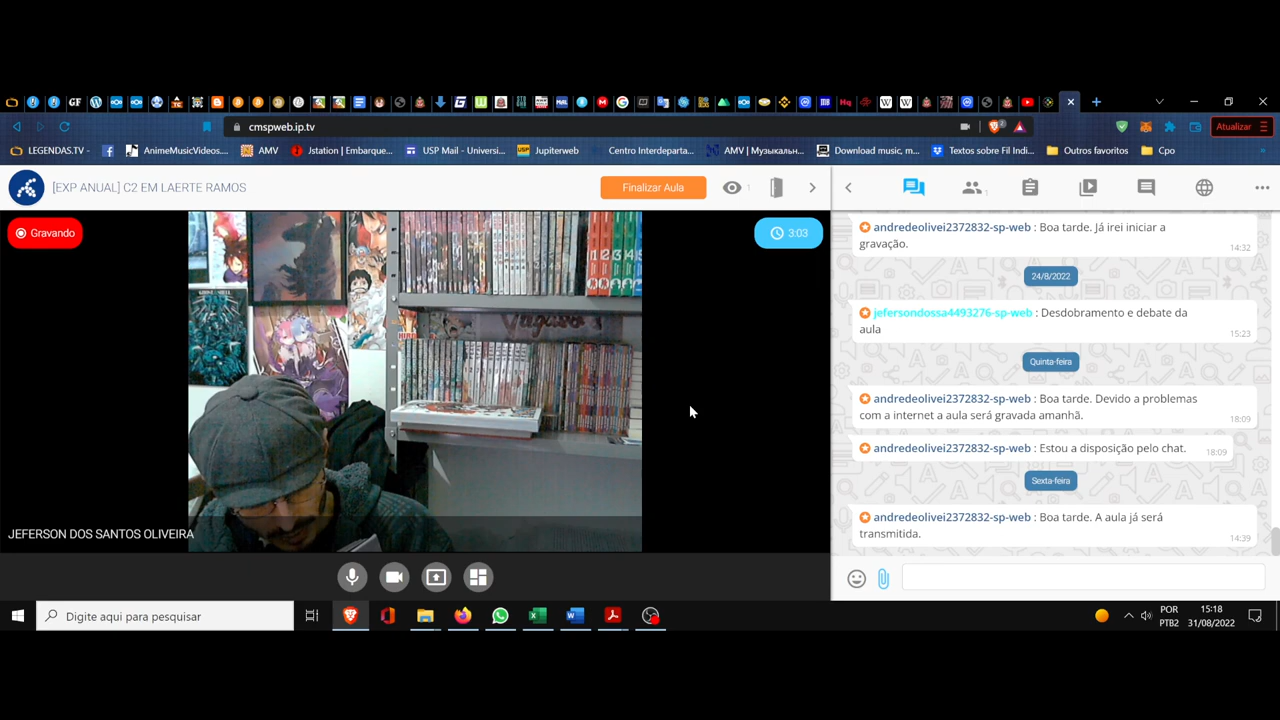 cmspweb.ip.tv
Atualizar
LEGENDAS.TV -
AnimeMusicVideos...
AMV
Jstation | Embarque...
USP Mail - Universi...
Jupiterweb
Centro Interdeparta...
AMV | Музыкальн...
Download music, m...
Textos sobre Fil Indi...
Outros favoritos
Cpo
[EXP ANUAL] C2 EM LAERTE RAMOS
Finalizar Aula
1
1
Gravando
3:03
JEFERSON DOS SANTOS OLIVEIRA
andredeolivei2372832-sp-web : Boa tarde. Já irei iniciar a
gravação.
14:32
24/8/2022
jefersondossa4493276-sp-web : Desdobramento e debate da
aula
15:23
Quinta-feira
andredeolivei2372832-sp-web : Boa tarde. Devido a problemas
com a internet a aula será gravada amanhã.
18:09
andredeolivei2372832-sp-web : Estou a disposição pelo chat.
18:09
Sexta-feira
andredeolivei2372832-sp-web : Boa tarde. A aula já será
transmitida.
14:39
Digite aqui para pesquisar
POR
PTB2
15:18
31/08/2022